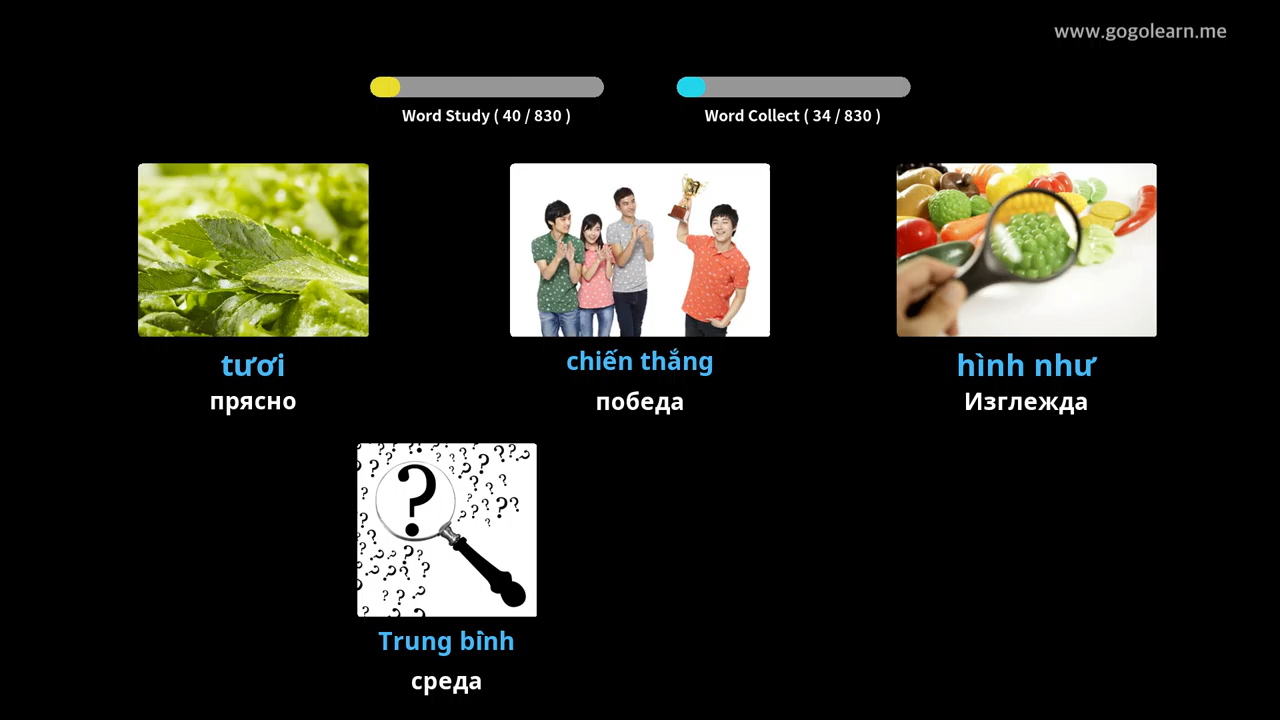 www.gogolearn.me
Word Study ( 40 / 830 )
Word Collect ( 34 / 830 )
tươi
прясно
chiến thắng
победа
hình như
Изглежда
Trung bình
среда